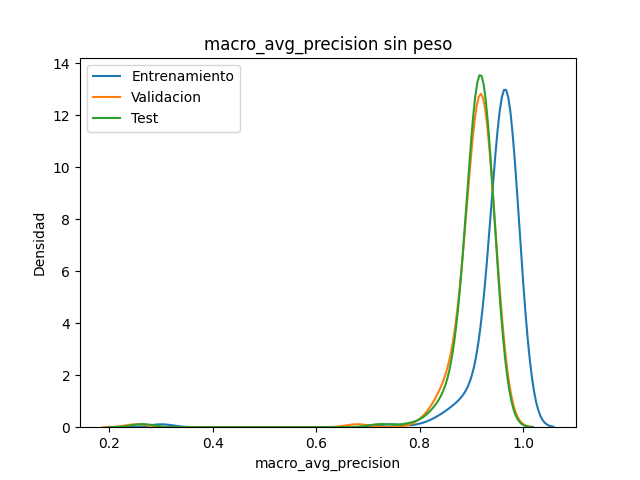 macro_avg_precision sin peso
Entrenamiento
Validacion
Test
Densidad
14
12
10
8
6
4
2
0
0.2 0.4 0.6 0.8 1.0
macro_avg_precision